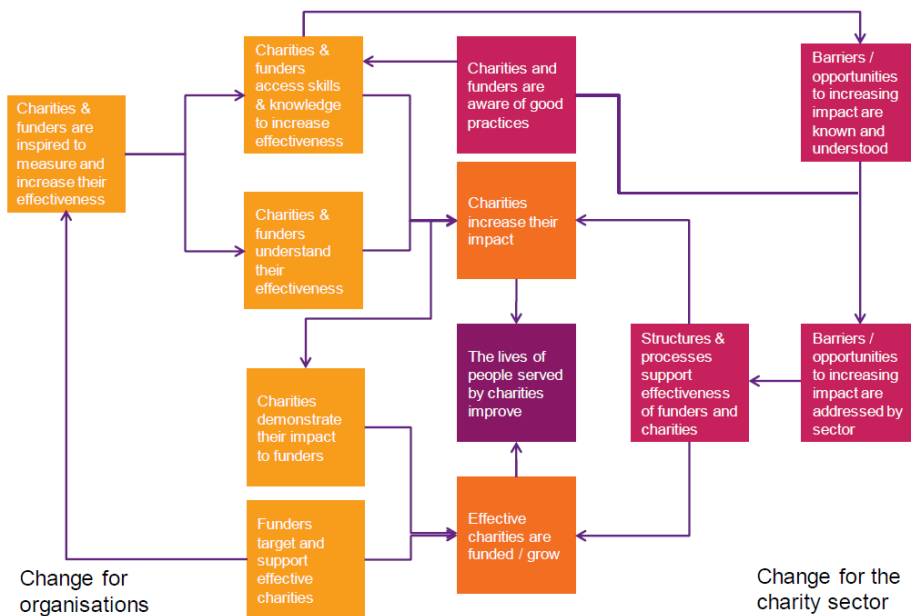 Charities &
funders
access skills
& knowledge
to increase
effectiveness
Charities and
funders are
aware of good
practices
Barriers /
opportunities
to increasing
impact are
known and
understood
Charities &
funders are
inspired to
measure and
increase their
effectiveness
Charities &
funders
understand
their
effectiveness
Charities
increase their
impact
The lives of
people served
by charities
improve
Structures &
processes
support
effectiveness
of funders and
charities
Barriers /
opportunities
to increasing
impact are
addressed by
sector
Charities
demonstrate
their impact
to funders
Funders
target and
support
effective
charities
Effective
charities are
funded / grow
Change for
organisations
Change for the
charity sector